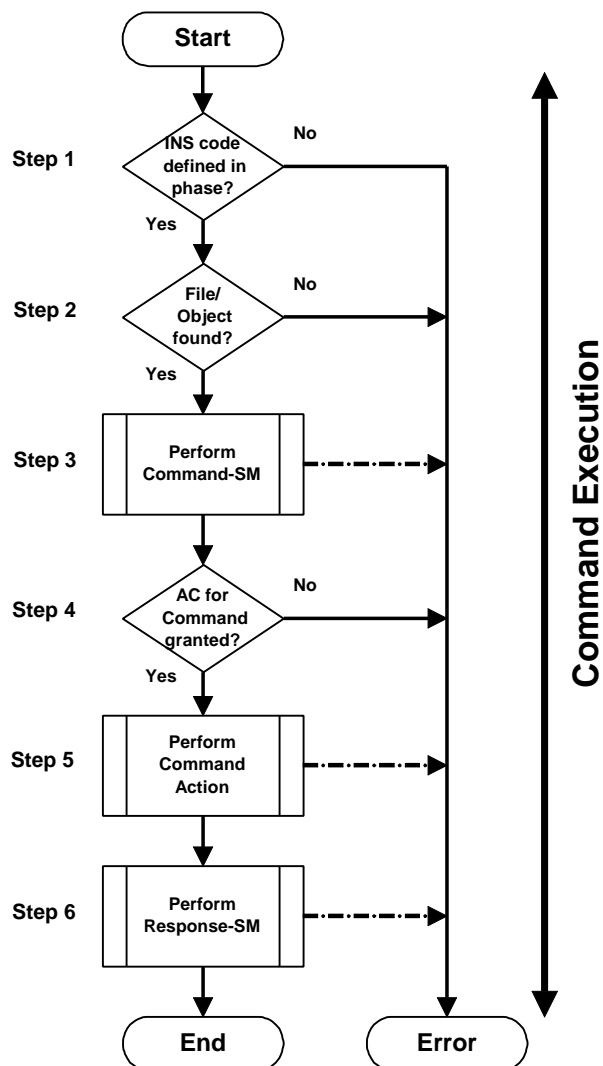 Start
Step 1
INS code
defined in
phase?
No
Yes
Step 2
File/
Object
found?
No
Yes
Step 3
Perform
Command-SM
Step 4
AC for
Command
granted?
No
Yes
Step 5
Perform
Command
Action
Step 6
Perform
Response-SM
End
Error
Command Execution